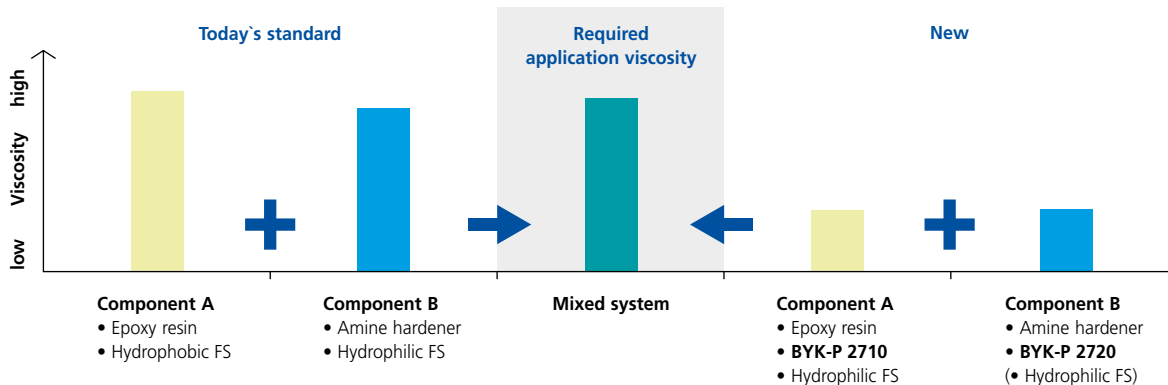 Today`s standard
Required
application viscosity
New
high
Viscosity
low
Component A
• Epoxy resin
• Hydrophobic FS
Component B
• Amine hardener
• Hydrophilic FS
Mixed system
Component A
• Epoxy resin
• BYK-P 2710
• Hydrophilic FS
Component B
• Amine hardener
• BYK-P 2720
(• Hydrophilic FS)